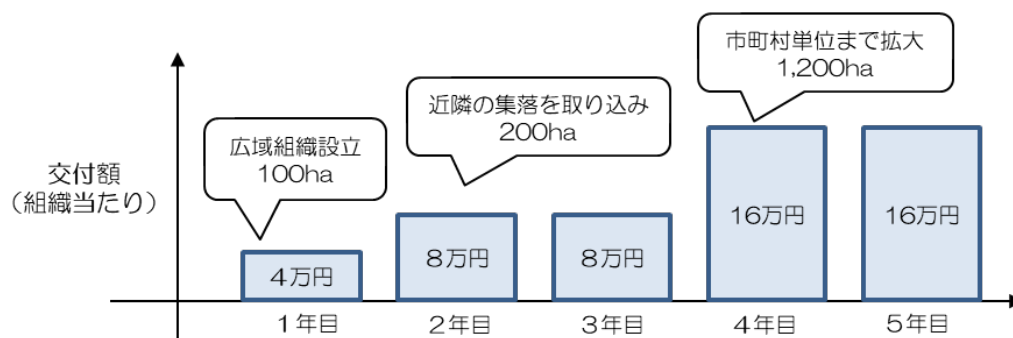 市町村単位まで拡大
1,200ha
近隣の集落を取り込み
200ha
広域組織設立
100ha
交付額
（組織当たり）
４万円
８万円
８万円
16万円
16万円
１年目
２年目
３年目
４年目
５年目